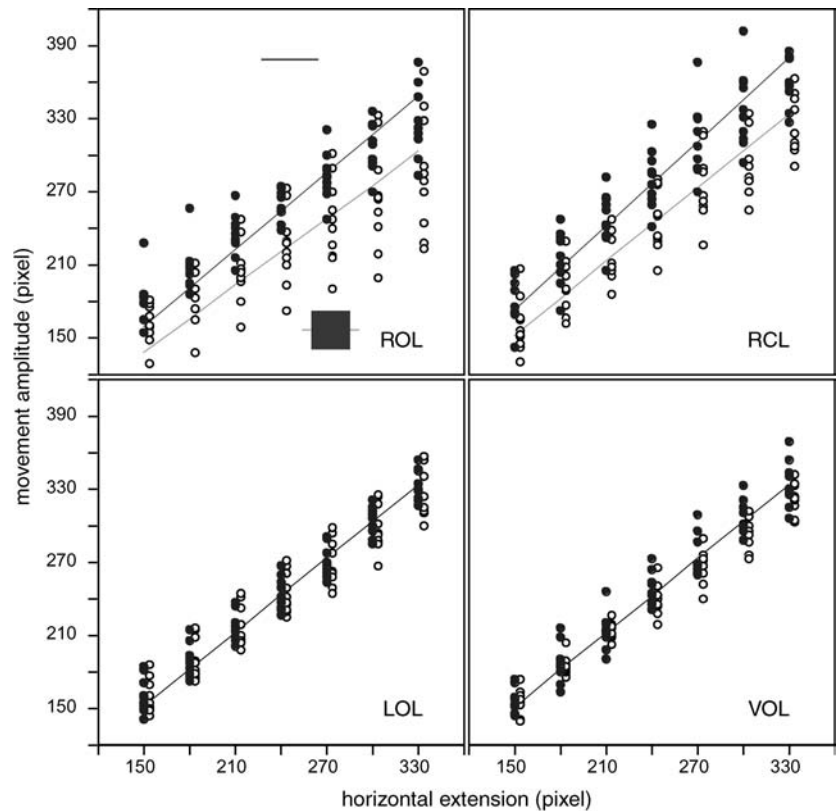 movement amplitude (pixel)
390
330
270
210
150
ROL
RCL
390
330
270
210
150
LOL
VOL
150 210 270 330 150 210 270 330
horizontal extension (pixel)